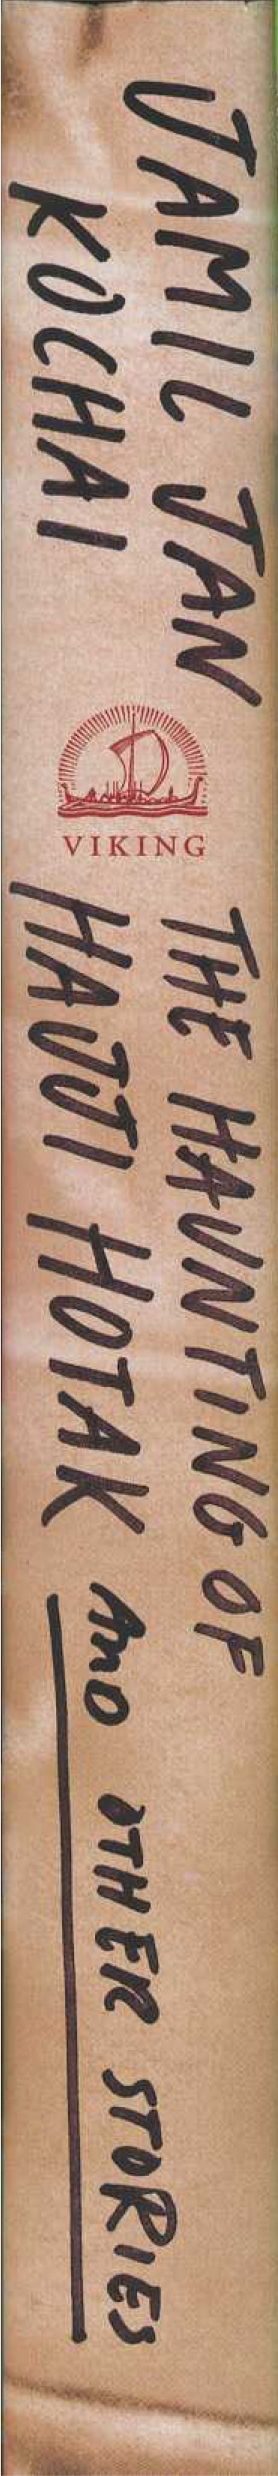 JAMIL JAN
KOCHAI
VIKING
THE HAUNTING OF
HAJJI HOTAK AND OTHER STORIES